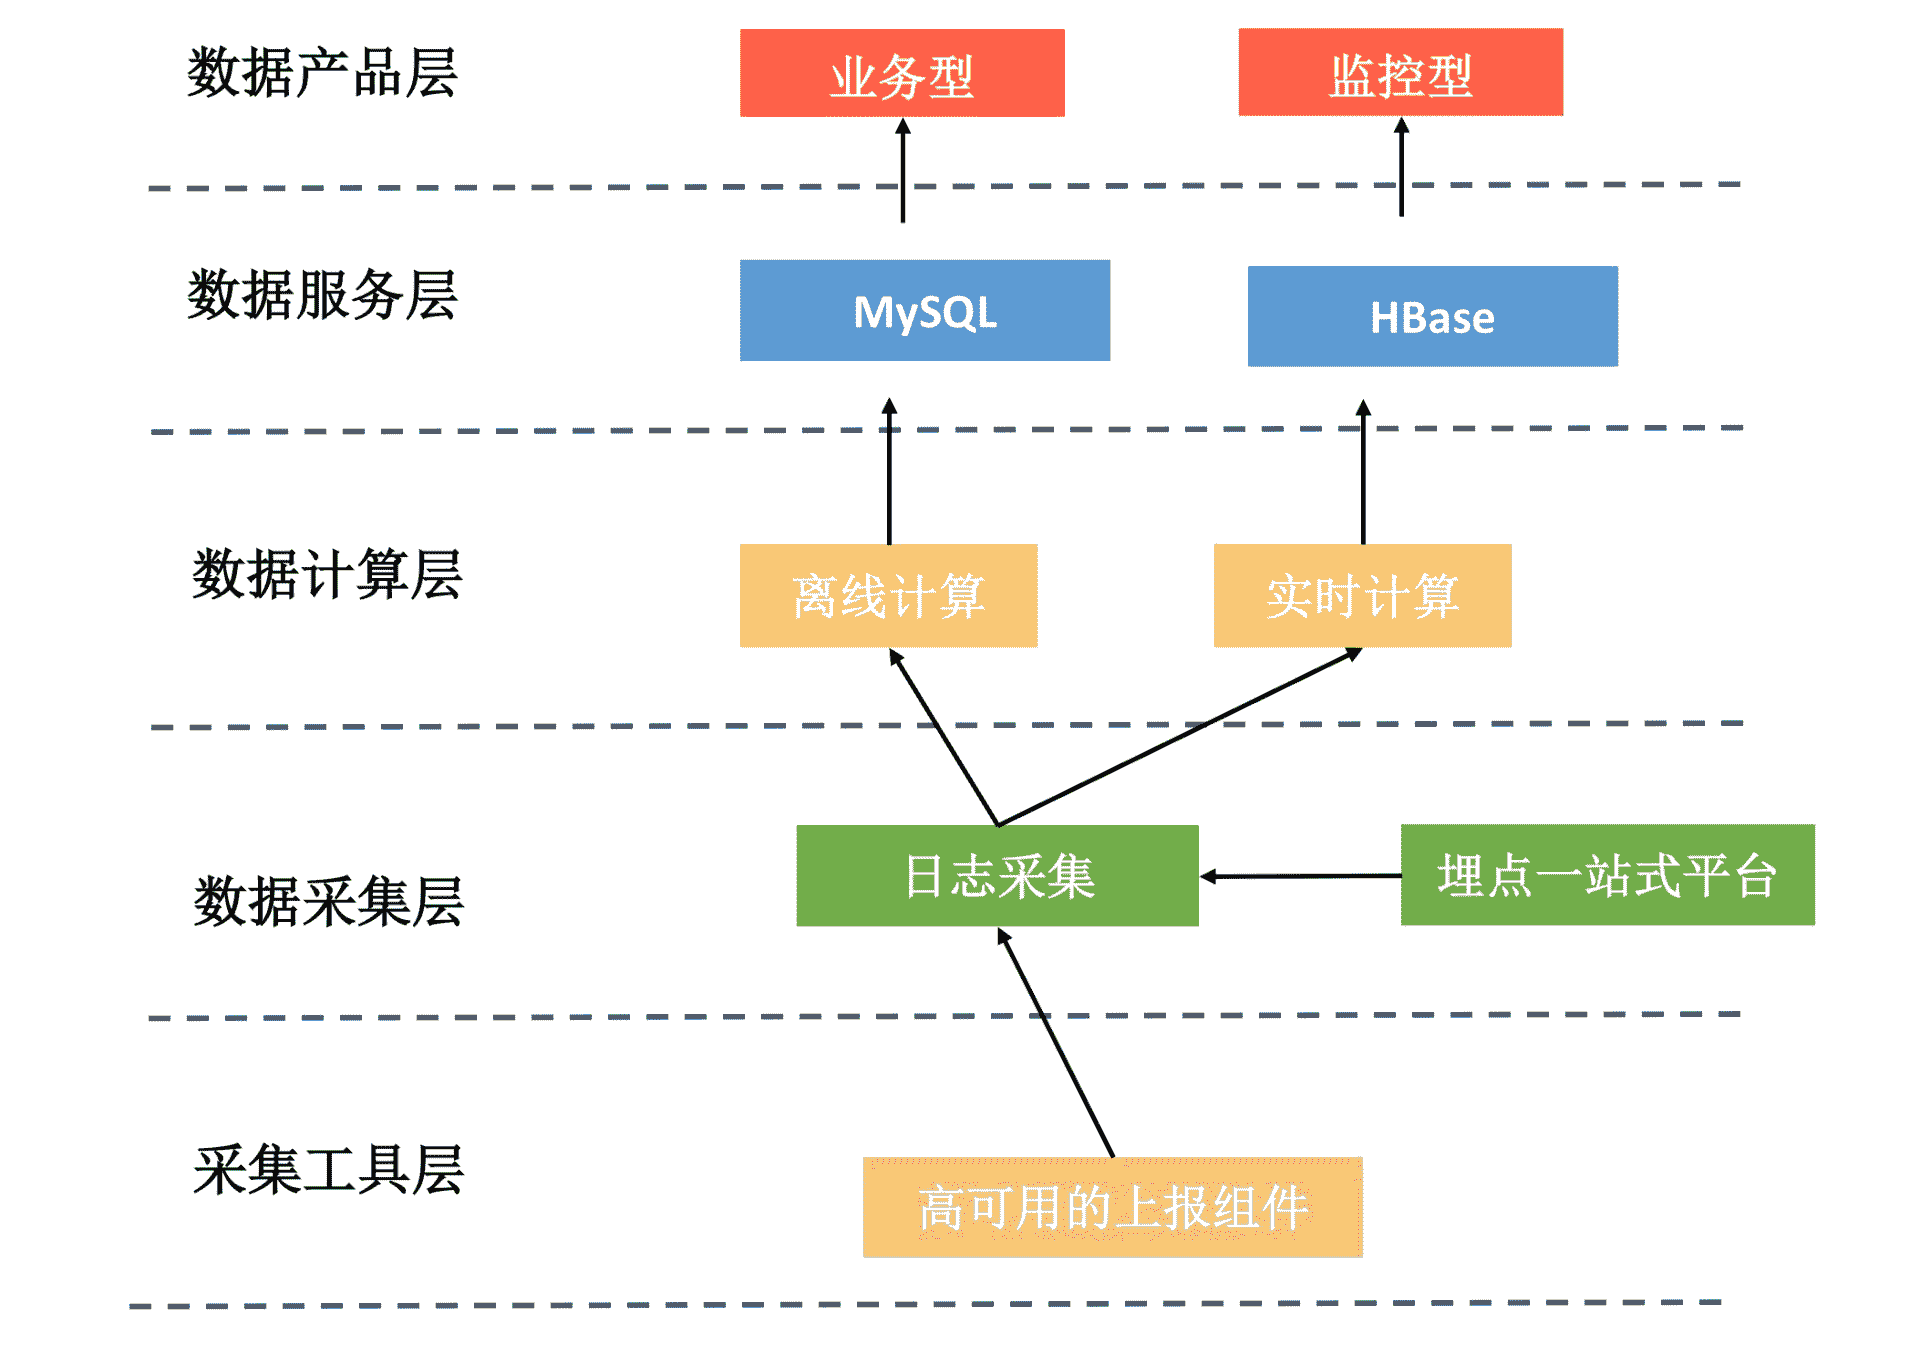 数据产品层
业务型
监控型
数据服务层
MySQL
HBase
数据计算层
离线计算
实时计算
数据采集层
日志采集
埋点一站式平台
采集工具层
高可用的上报组件